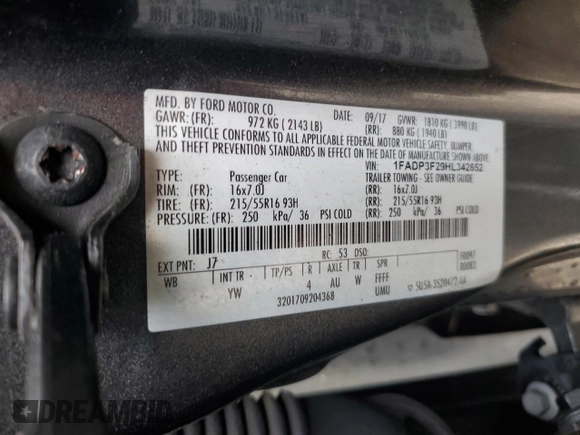 MFD. BY FORD MOTOR CO.
DATE: 09/17 GVWR: 1810 KG ( 3990 LB)
GAWR: (FR): 972 KG ( 2143 LB) (RR): 880 KG ( 1940 LB)
THIS VEHICLE CONFORMS TO ALL APPLICABLE FEDERAL MOTOR VEHICLE SAFETY, BUMPER,
AND THEFT PREVENTION STANDARDS IN EFFECT ON THE DATE OF MANUFACTURE SHOWN ABOVE.
VIN: 1FADP3F29HL342652
TYPE: Passenger Car TRAILER TOWING - SEE OWNER GUIDE
RIM: (FR): 16x7.0J (RR): 16x7.0J
TIRE: (FR): 215/55R16 93H (RR): 215/55R16 93H
PRESSURE: (FR): 250 kPa/ 36 PSI COLD (RR): 250 kPa/ 36 PSI COLD
EXT PNT: J7 RC: 53 DSO: F0097
WB INT TR TP/PS R AXLE TR SPR
YW 4 AU W FFFF
UMU
3201709204368
DREAMBID